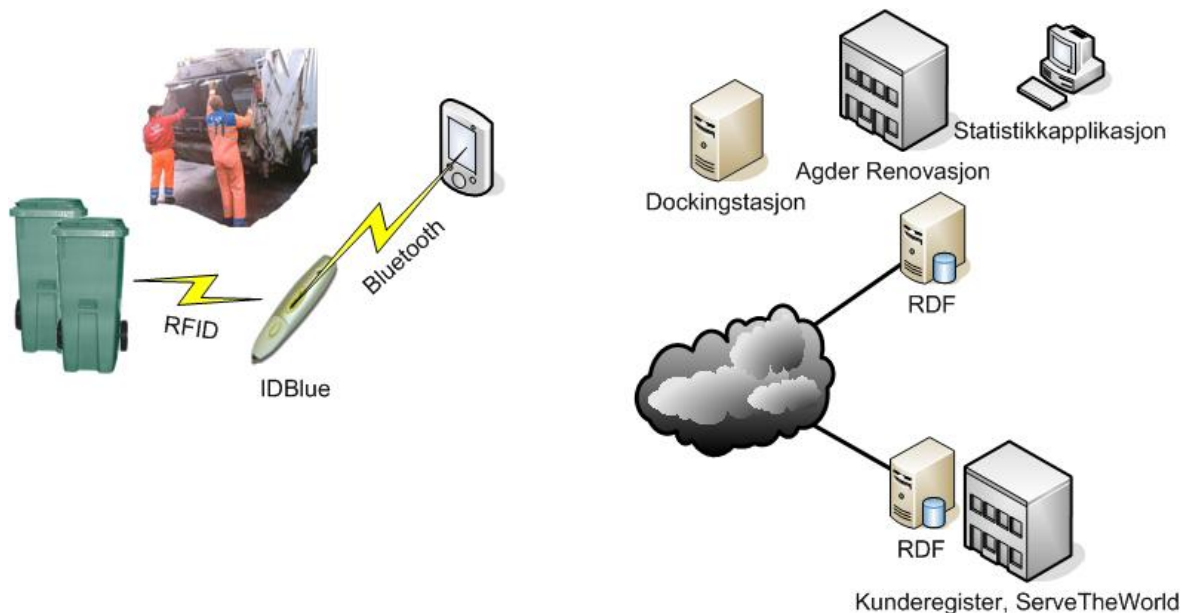 Statistikkapplikasjon
Agder Renovasjon
Dockingstasjon
Bluetooth
RDF
RFID
IDBlue
RDF
Kunderegister, ServeTheWorld